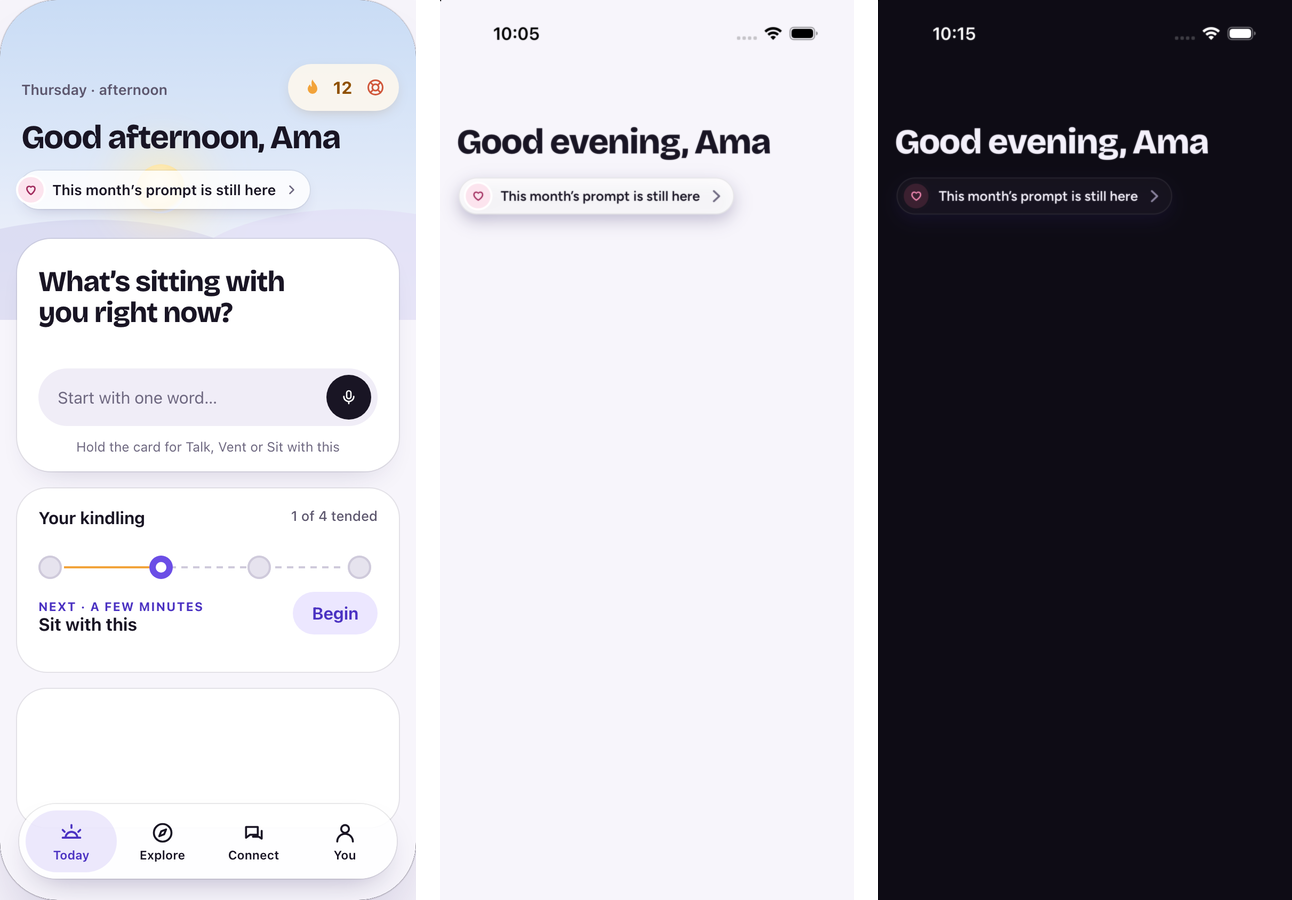 Thursday · afternoon
12
Good afternoon, Ama
This month's prompt is still here
What's sitting with
you right now?
Start with one word...
Hold the card for Talk, Vent or Sit with this
Your kindling
1 of 4 tended
NEXT · A FEW MINUTES
Sit with this
Begin
Today
Explore
Connect
You
10:05
Good evening, Ama
This month's prompt is still here
10:15
Good evening, Ama
This month's prompt is still here